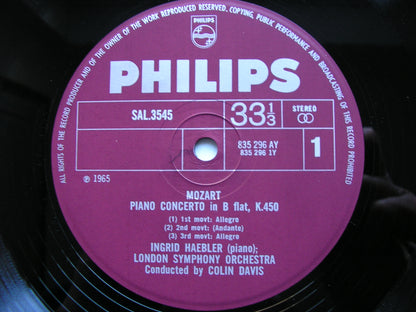 ALL RIGHTS OF THE RECORD PRODUCER AND OF THE OWNER OF THE WORK REPRODUCED RESERVED. COPYING, PUBLIC PERFORMANCE AND BROADCASTING OF THIS RECORD PROHIBITED
PHILIPS
PHILIPS
SAL.3545
33 1/3
STEREO
835 296 AY
835 296 1Y
1
℗ 1965
MOZART
PIANO CONCERTO in B flat, K.450
(1) 1st movt: Allegro
(2) 2nd movt: (Andante)
(3) 3rd movt: Allegro
INGRID HAEBLER (piano);
LONDON SYMPHONY ORCHESTRA
Conducted by COLIN DAVIS